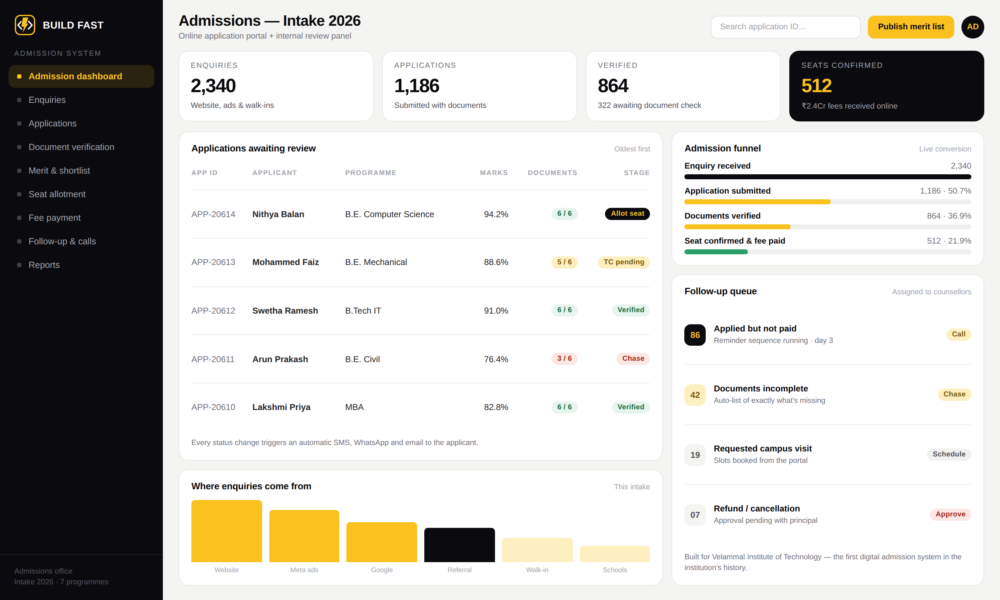 BUILD FAST
ADMISSION SYSTEM
Admission dashboard
Enquiries
Applications
Document verification
Merit & shortlist
Seat allotment
Fee payment
Follow-up & calls
Reports
Admissions office
Intake 2026 · 7 programmes
Admissions — Intake 2026
Online application portal + internal review panel
Search application ID…
Publish merit list
AD
ENQUIRIES
2,340
Website, ads & walk-ins
APPLICATIONS
1,186
Submitted with documents
VERIFIED
864
322 awaiting document check
SEATS CONFIRMED
512
₹2.4Cr fees received online
Applications awaiting review Oldest first
APP ID APPLICANT PROGRAMME MARKS DOCUMENTS STAGE
APP-20614 Nithya Balan B.E. Computer Science 94.2% 6 / 6 Allot seat
APP-20613 Mohammed Faiz B.E. Mechanical 88.6% 5 / 6 TC pending
APP-20612 Swetha Ramesh B.Tech IT 91.0% 6 / 6 Verified
APP-20611 Arun Prakash B.E. Civil 76.4% 3 / 6 Chase
APP-20610 Lakshmi Priya MBA 82.8% 6 / 6 Verified
Every status change triggers an automatic SMS, WhatsApp and email to the applicant.
Where enquiries come from This intake
Website Meta ads Google Referral Walk-in Schools
Admission funnel Live conversion
Enquiry received 2,340
Application submitted 1,186 · 50.7%
Documents verified 864 · 36.9%
Seat confirmed & fee paid 512 · 21.9%
Follow-up queue Assigned to counsellors
86 Applied but not paid Call
Reminder sequence running · day 3
42 Documents incomplete Chase
Auto-list of exactly what's missing
19 Requested campus visit Schedule
Slots booked from the portal
07 Refund / cancellation Approve
Approval pending with principal
Built for Velammal Institute of Technology — the first digital admission system in the
institution's history.